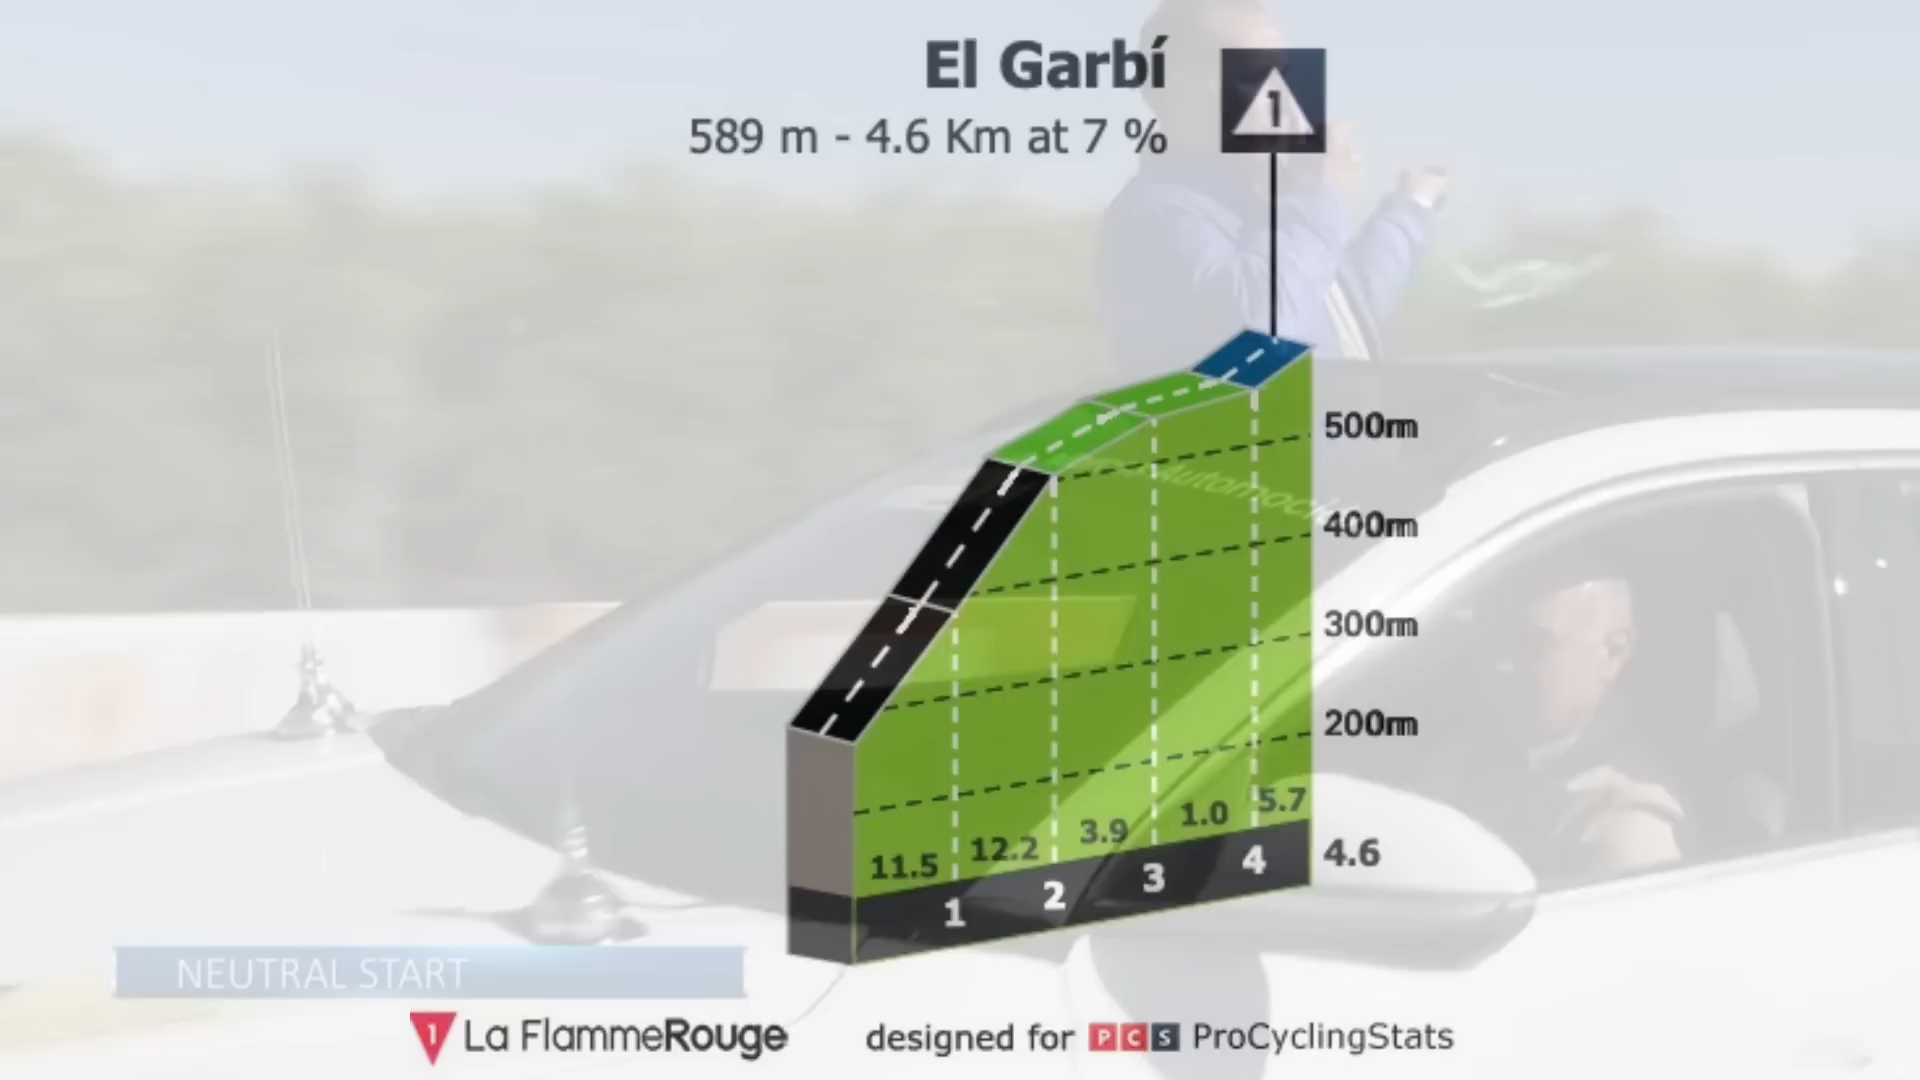 El Garbí
1
589 m - 4.6 Km at 7 %
500m
400m
300m
200m
11.5 12.2 3.9 1.0 5.7
1 2 3 4 4.6
NEUTRAL START
1 La FlammeRouge designed for PCS ProCyclingStats